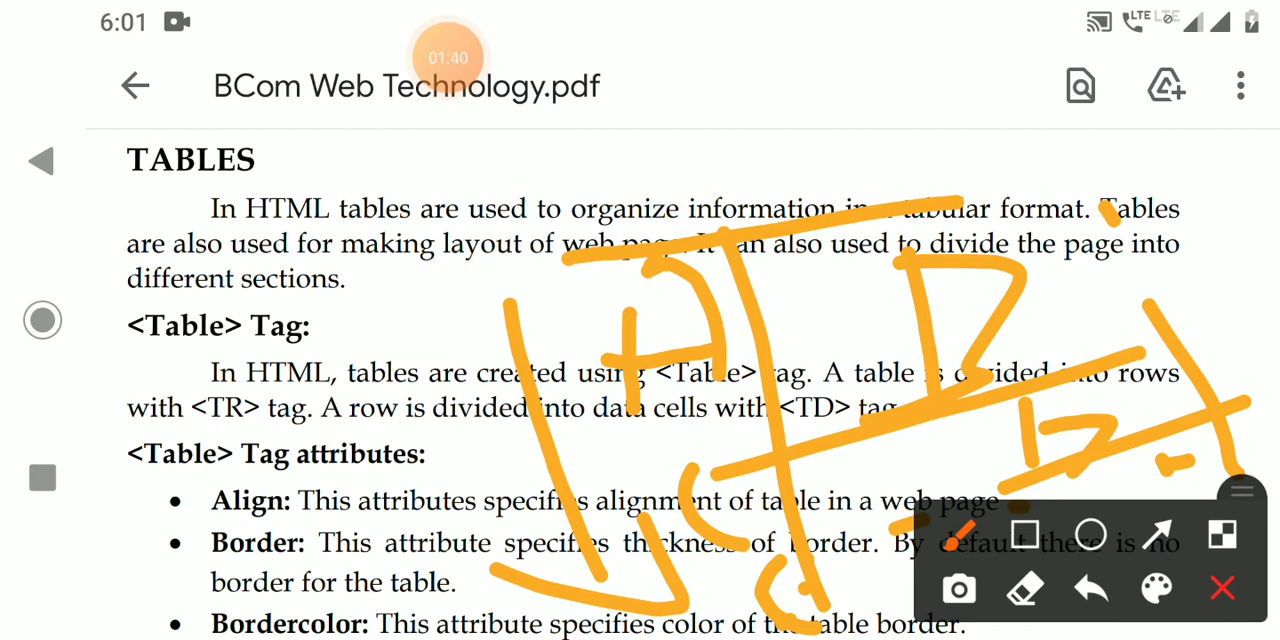 6:01
LTE LTE
01:40
BCom Web Technology.pdf
TABLES
In HTML tables are used to organize information in a tabular format. Tables
are also used for making layout of web page. It can also used to divide the page into
different sections.
<Table> Tag:
In HTML, tables are created using <Table> tag. A table is divided into rows
with <TR> tag. A row is divided into data cells with <TD> tag.
<Table> Tag attributes:
• Align: This attributes specifies alignment of table in a web page
• Border: This attribute specifies thickness of border. By default there is no
border for the table.
• Bordercolor: This attribute specifies color of the table border.